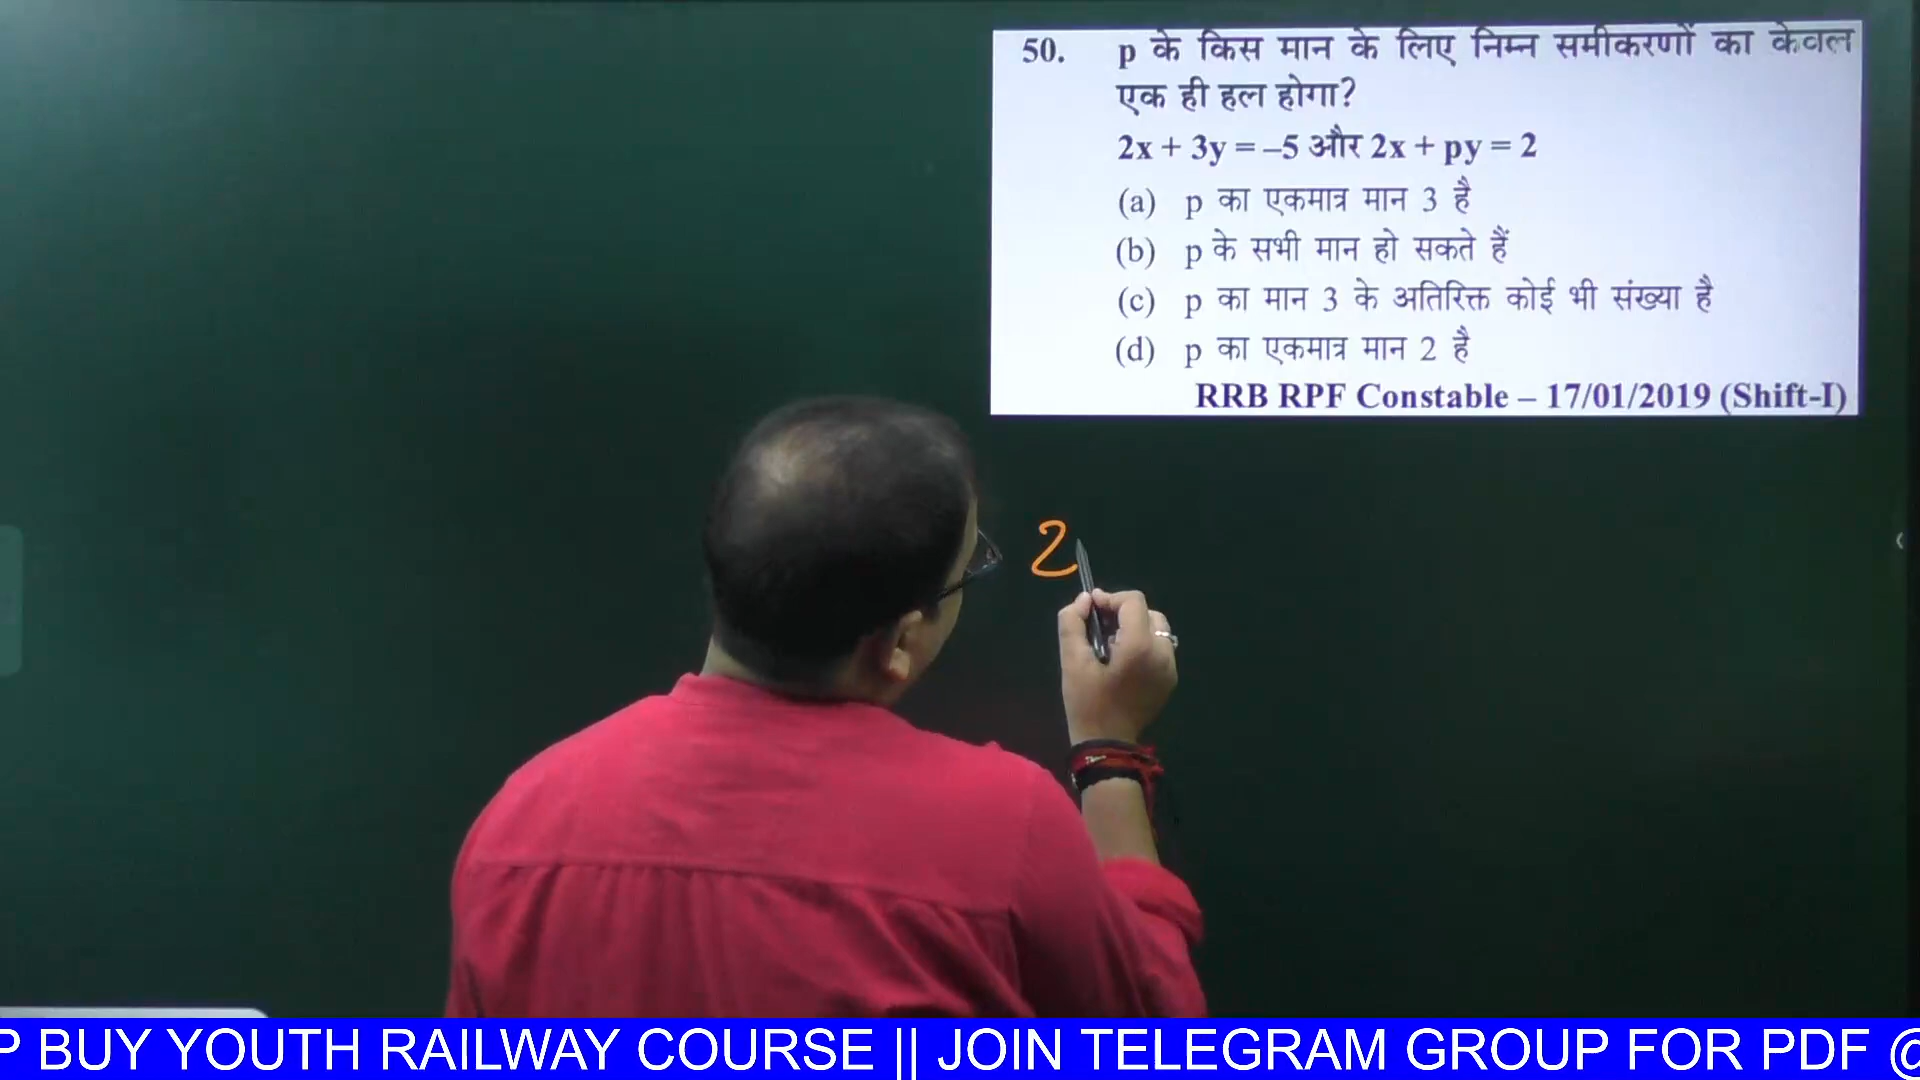 50. p के किस मान के लिए निम्न समीकरणों का केवल
एक ही हल होगा?
2x + 3y = –5 और 2x + py = 2
(a) p का एकमात्र मान 3 है
(b) p के सभी मान हो सकते हैं
(c) p का मान 3 के अतिरिक्त कोई भी संख्या है
(d) p का एकमात्र मान 2 है
RRB RPF Constable – 17/01/2019 (Shift-I)
2
P BUY YOUTH RAILWAY COURSE || JOIN TELEGRAM GROUP FOR PDF @